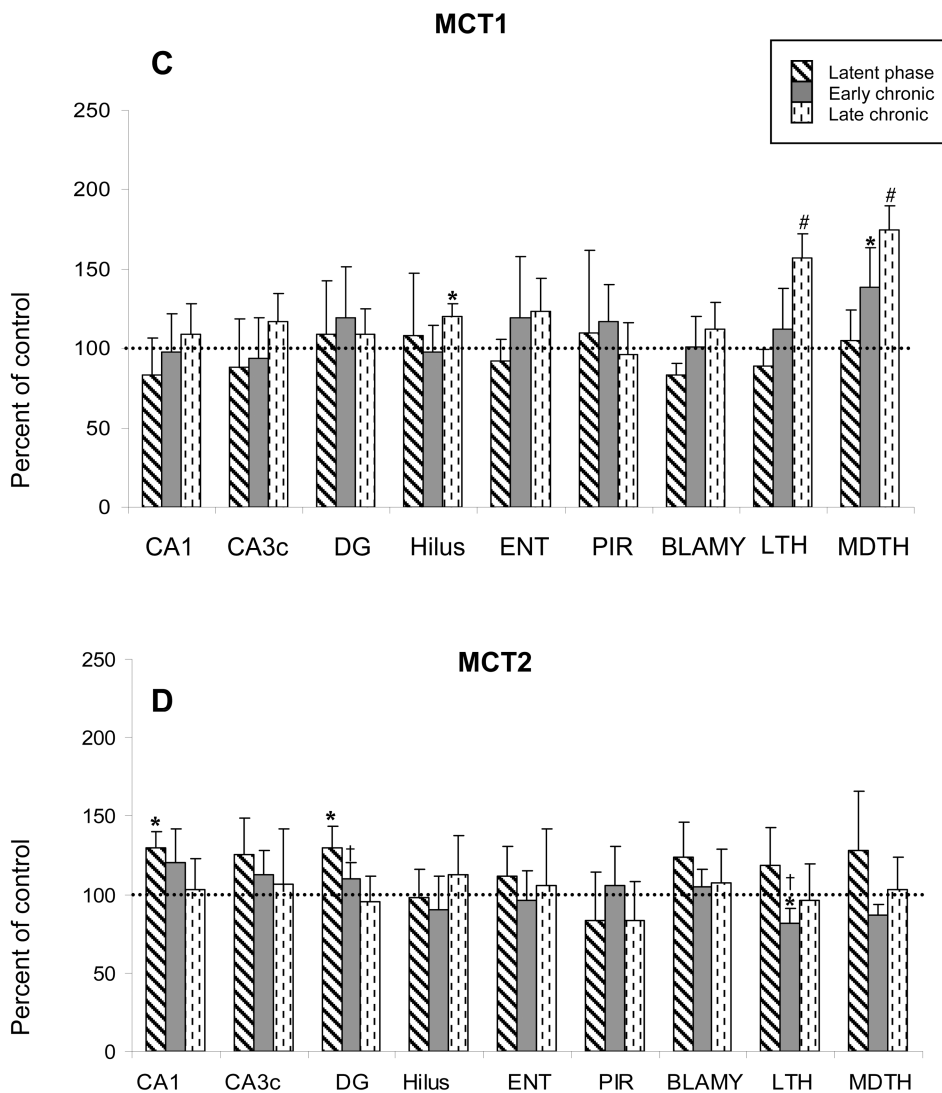 MCT1
C
Latent phase
Early chronic
Late chronic
Percent of control
250
200
150
100
50
0
#
#
*
*
CA1 CA3c DG Hilus ENT PIR BLAMY LTH MDTH
MCT2
D
Percent of control
250
200
150
100
50
0
* * ‡ † *
CA1 CA3c DG Hilus ENT PIR BLAMY LTH MDTH